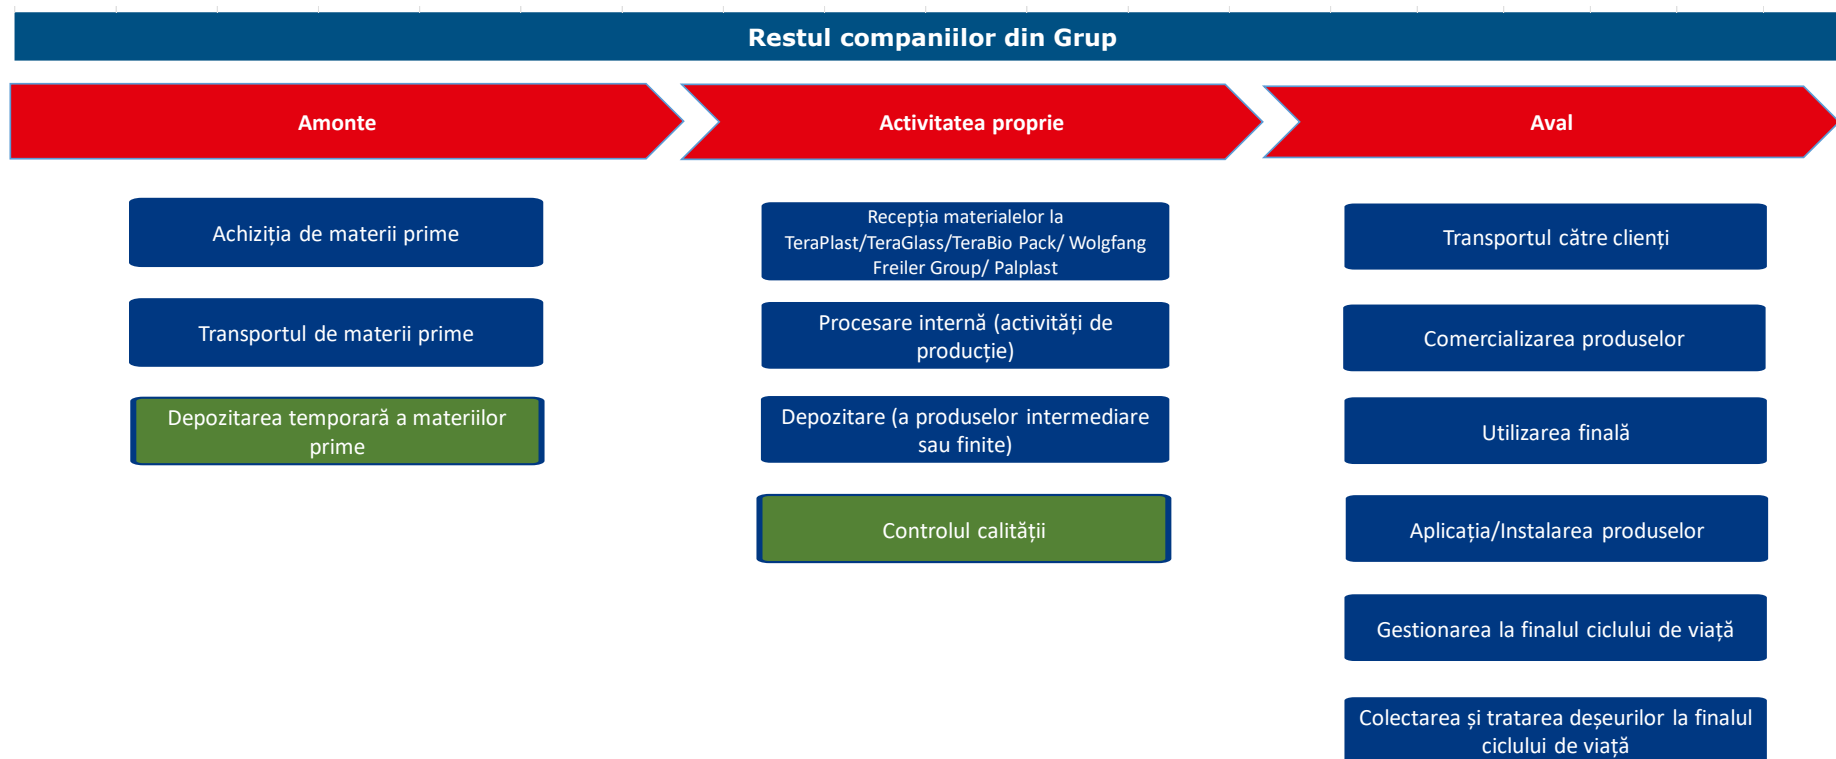 Restul companiilor din Grup
Amonte
Activitatea proprie
Aval
Achiziția de materii prime
Transportul de materii prime
Depozitarea temporară a materiilor
prime
Recepția materialelor la
TeraPlast/TeraGlass/TeraBio Pack/ Wolgfang
Freiler Group/ Palplast
Procesare internă (activități de
producție)
Depozitare (a produselor intermediare
sau finite)
Controlul calității
Transportul către clienți
Comercializarea produselor
Utilizarea finală
Aplicația/Instalarea produselor
Gestionarea la finalul ciclului de viață
Colectarea și tratarea deșeurilor la finalul
ciclului de viață